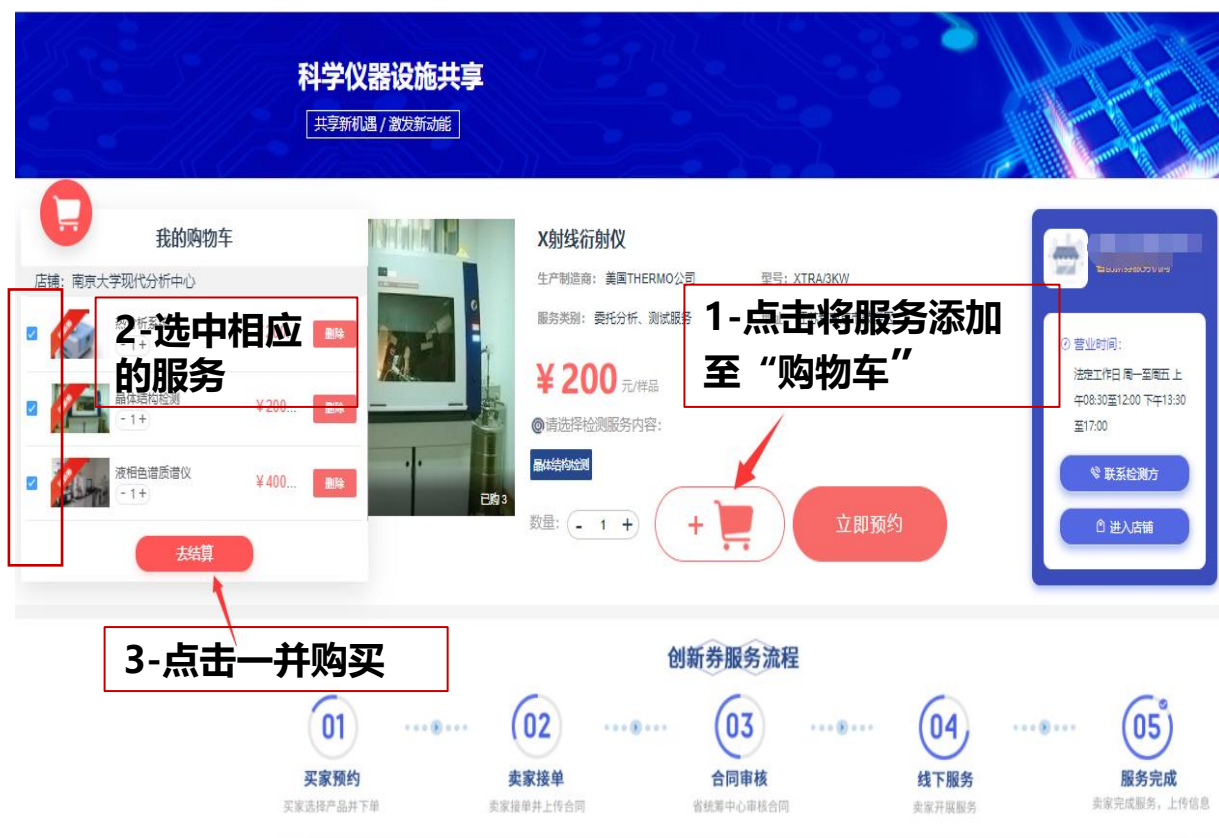 科学仪器设施共享
共享新机遇 / 激发新动能
我的购物车
店铺: 南京大学现代分析中心
- 1 +
删除
晶体结构检测
- 1 +
¥200...
删除
液相色谱质谱仪
- 1 +
¥400...
删除
去结算
2-选中相应
的服务
已购 3
X射线衍射仪
生产制造商: 美国THERMO公司
型号: XTRA/3KW
服务类别: 委托分析、测试服务
1-点击将服务添加
至“购物车”
¥200 元/样品
@请选择检测服务内容:
晶体结构检测
数量: - 1 +
+
立即预约
营业时间:
法定工作日 周一至周五 上
午08:30至12:00 下午13:30
至17:00
联系检测方
进入店铺
3-点击一并购买
创新券服务流程
01
02
03
04
05
买家预约
卖家接单
合同审核
线下服务
服务完成
买家选择产品并下单
卖家接单并上传合同
省统筹中心审核合同
卖家开展服务
卖家完成服务，上传信息